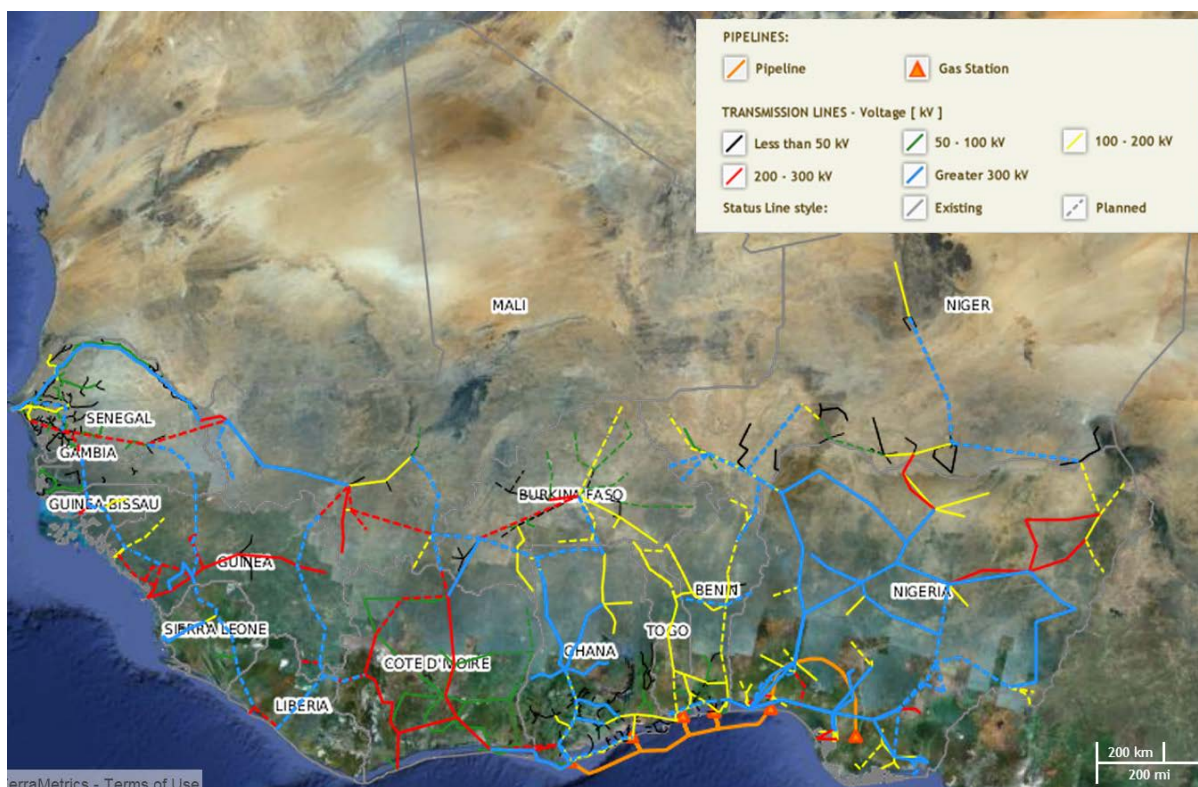 PIPELINES:
Pipeline
Gas Station
TRANSMISSION LINES - Voltage [ kV ]
Less than 50 kV
50 - 100 kV
100 - 200 kV
200 - 300 kV
Greater 300 kV
Status Line style:
Existing
Planned
MALI
NIGER
SENEGAL
GAMBIA
GUINEA-BISSAU
BURKINA FASO
GUINEA
BENIN
NIGERIA
SIERRA LEONE
TOGO
GHANA
COTE D'IVOIRE
LIBERIA
200 km
200 mi
TerraMetrics - Terms of Use